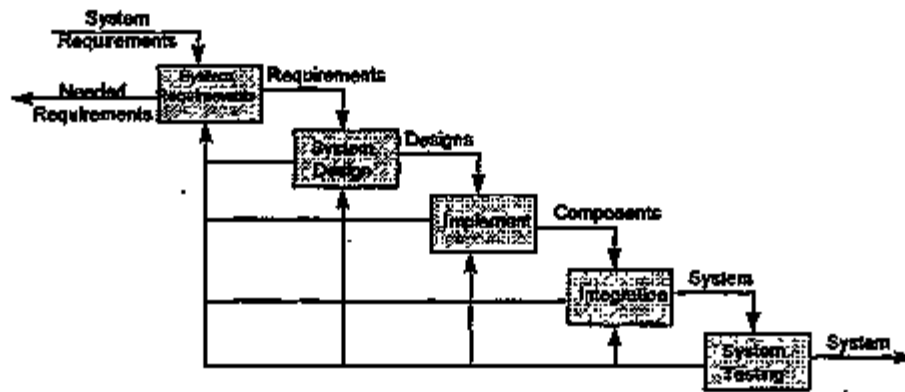 System
Requirements
System
Requirements
Requirements
Needed
Requirements
Designs
System
Design
Implement
Components
Integration
System
System
Testing
System